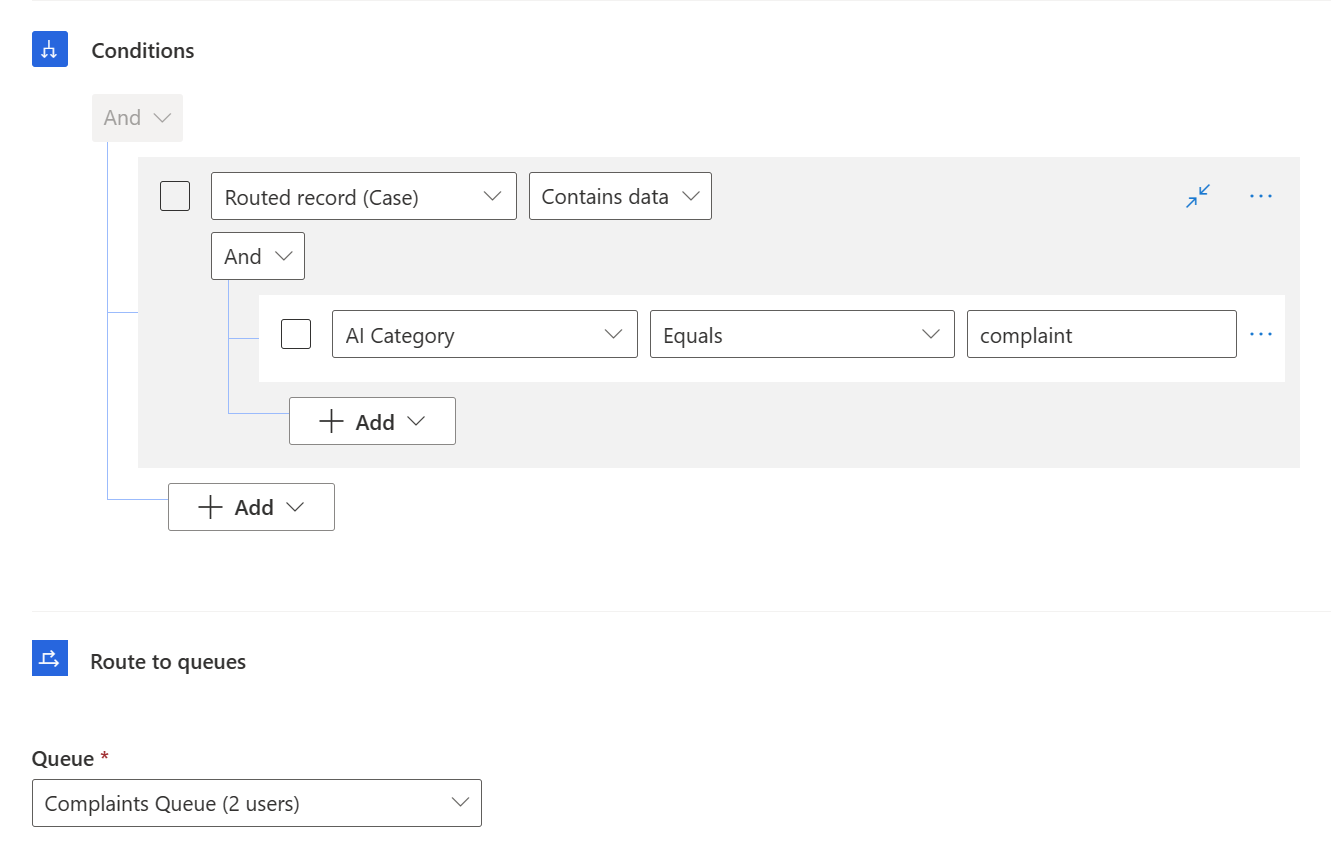 Conditions
And
Routed record (Case) Contains data
And
AI Category Equals complaint
Add
Add
Route to queues
Queue *
Complaints Queue (2 users)